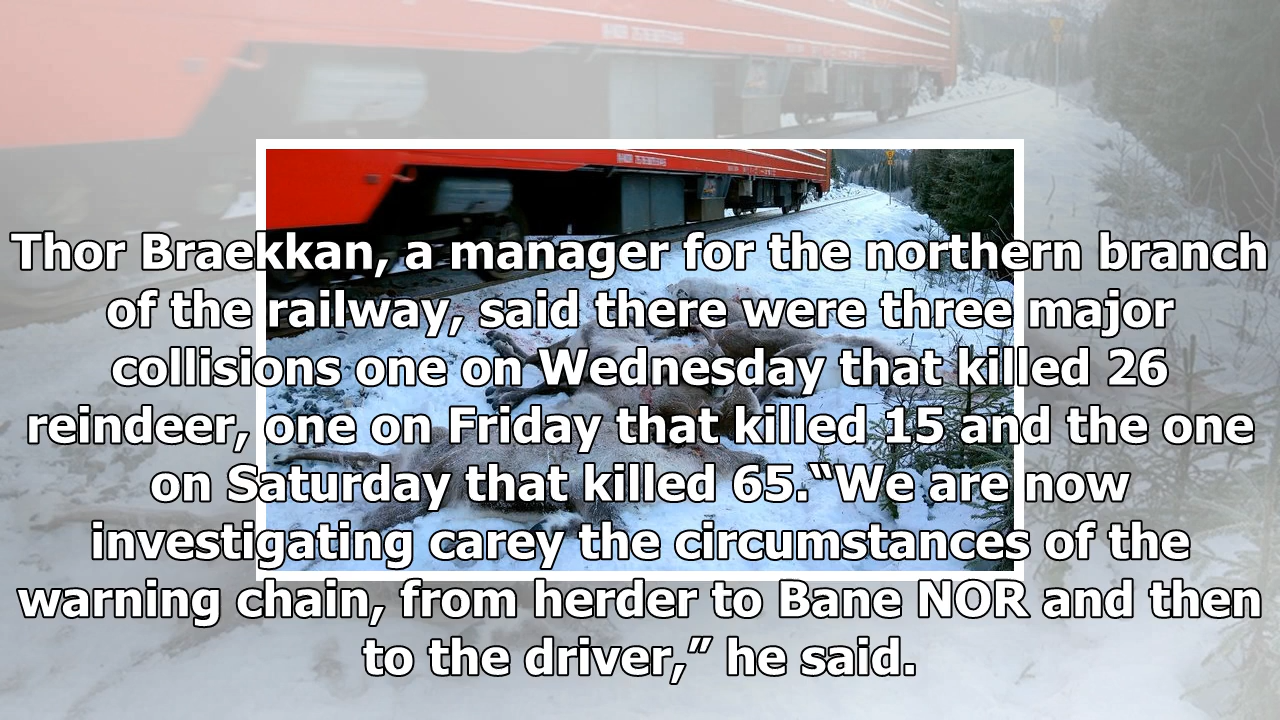 Thor Braekkan, a manager for the northern branch
of the railway, said there were three major
collisions one on Wednesday that killed 26
reindeer, one on Friday that killed 15 and the one
on Saturday that killed 65.“We are now
investigating carey the circumstances of the
warning chain, from herder to Bane NOR and then
to the driver,” he said.